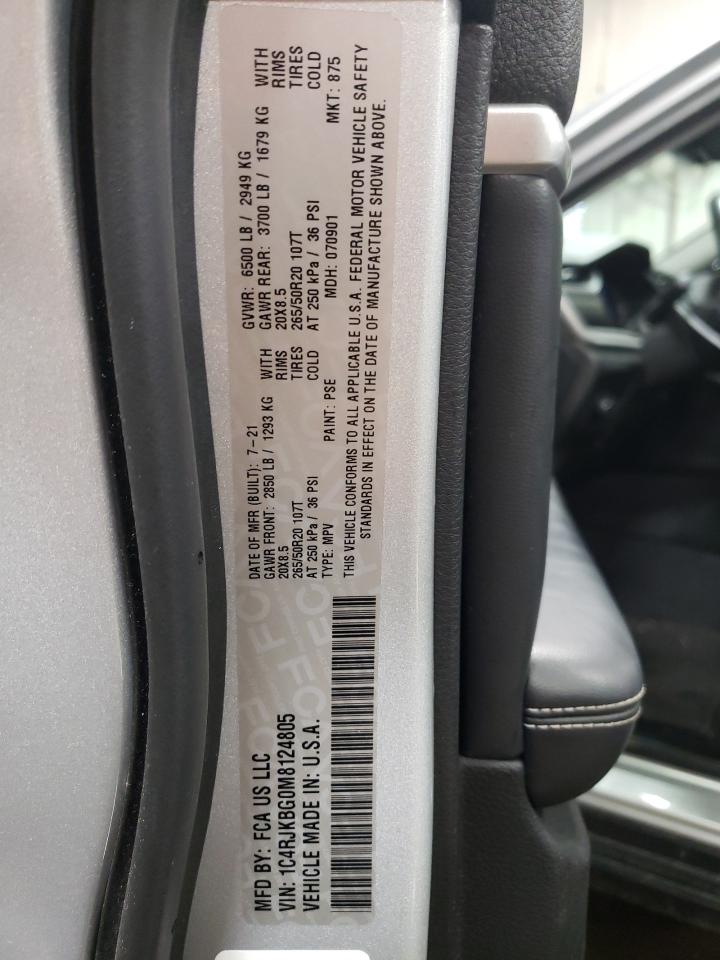 MFD BY: FCA US LLC
VIN: 1C4RJKBG0M8124805
VEHICLE MADE IN: U.S.A.
DATE OF MFR (BUILT): 7-21 GVWR: 6500 LB / 2949 KG
GAWR FRONT: 2850 LB / 1293 KG WITH GAWR REAR: 3700 LB / 1679 KG WITH
20X8.5 RIMS 20X8.5 RIMS
265/50R20 107T TIRES 265/50R20 107T TIRES
AT 250 kPa / 36 PSI COLD AT 250 kPa / 36 PSI COLD
TYPE: MPV PAINT: PSE MDH: 070901 MKT: 875
THIS VEHICLE CONFORMS TO ALL APPLICABLE U.S.A. FEDERAL MOTOR VEHICLE SAFETY
STANDARDS IN EFFECT ON THE DATE OF MANUFACTURE SHOWN ABOVE.